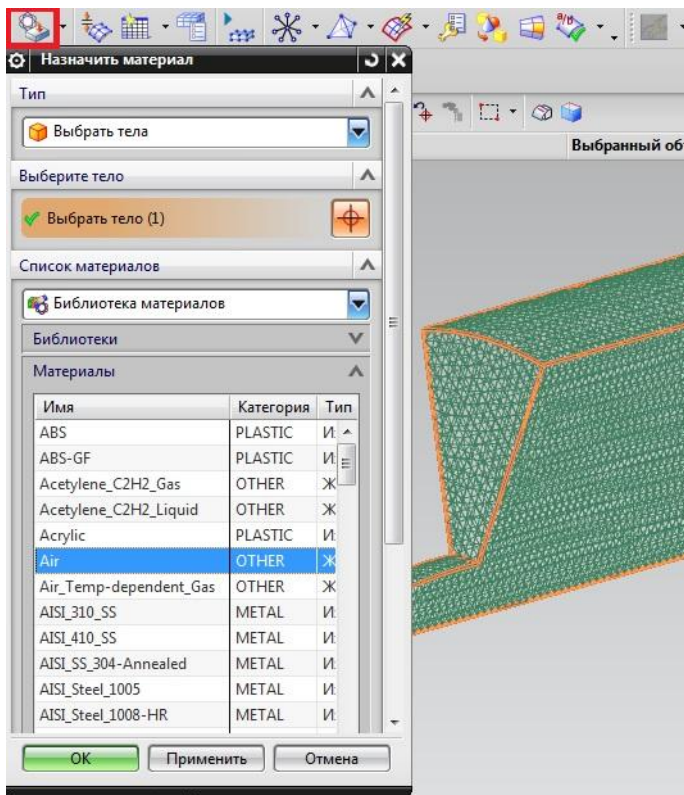 Назначить материал
Тип
Выбрать тела
Выбранный об
Выберите тело
Выбрать тело (1)
Список материалов
Библиотека материалов
Библиотеки
Материалы
Имя Категория Тип
ABS PLASTIC И
ABS-GF PLASTIC И
Acetylene_C2H2_Gas OTHER Ж
Acetylene_C2H2_Liquid OTHER Ж
Acrylic PLASTIC И
Air OTHER Ж
Air_Temp-dependent_Gas OTHER Ж
AISI_310_SS METAL И
AISI_410_SS METAL И
AISI_SS_304-Annealed METAL И
AISI_Steel_1005 METAL И
AISI_Steel_1008-HR METAL И
OK Применить Отмена